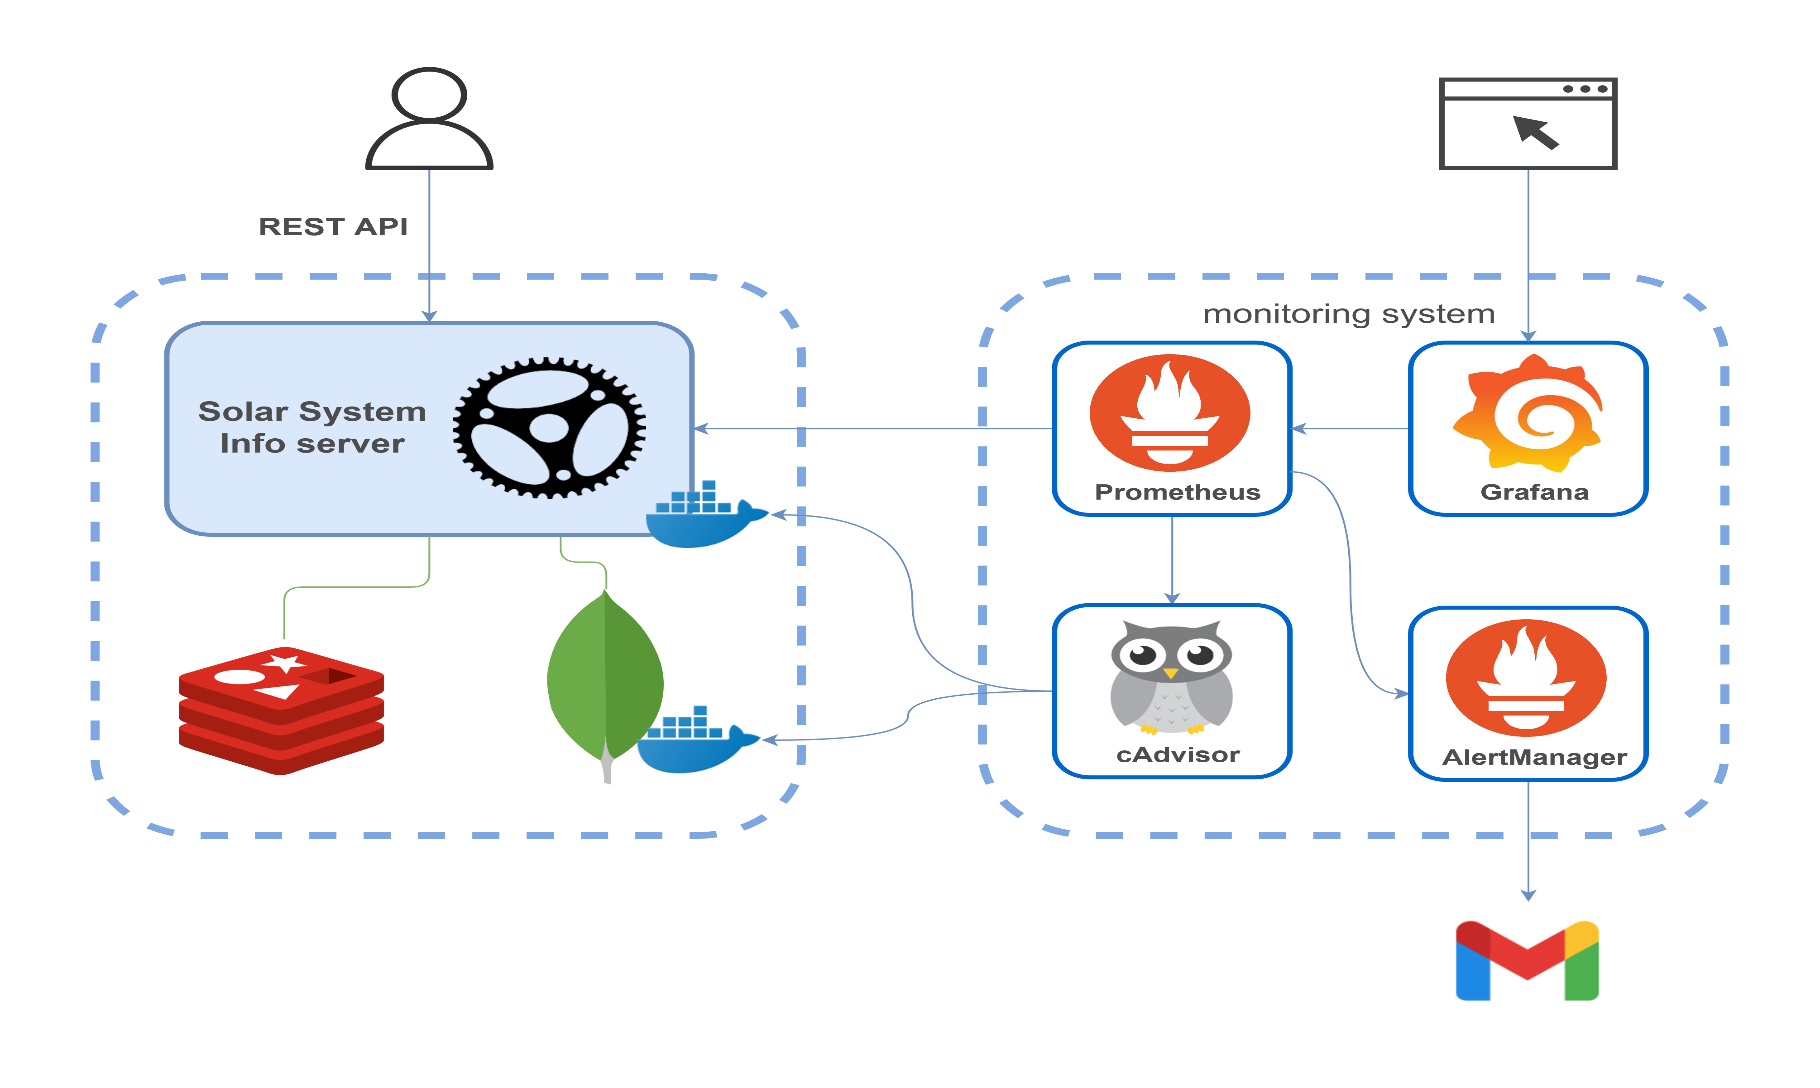 REST API
monitoring system
Solar System
Info server
Prometheus
Grafana
cAdvisor
AlertManager